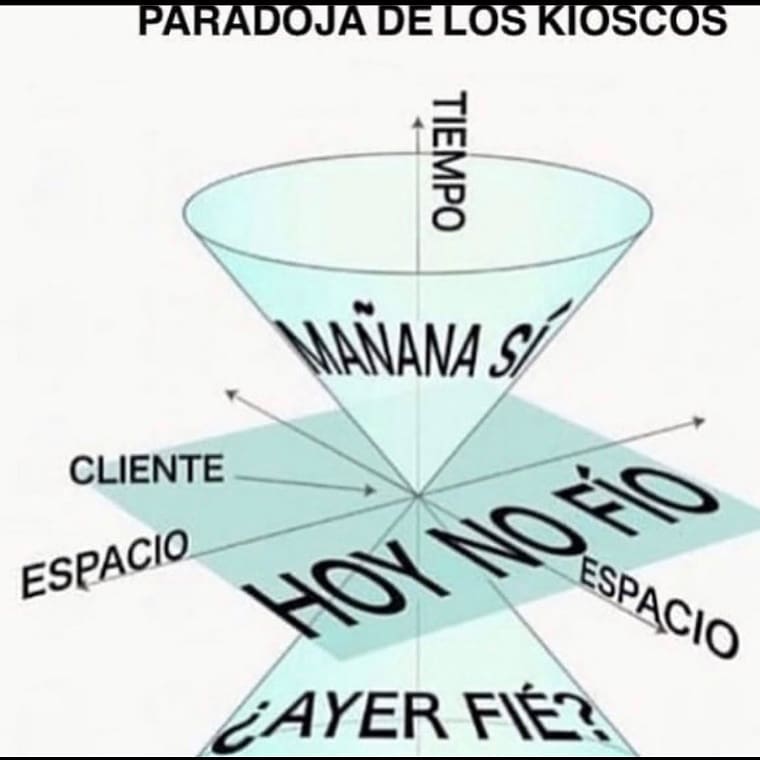 PARADOJA DE LOS KIOSCOS
TIEMPO
MAÑANA SÍ
CLIENTE
ESPACIO
HOY NO FÍO
ESPACIO
¿AYER FIÉ?